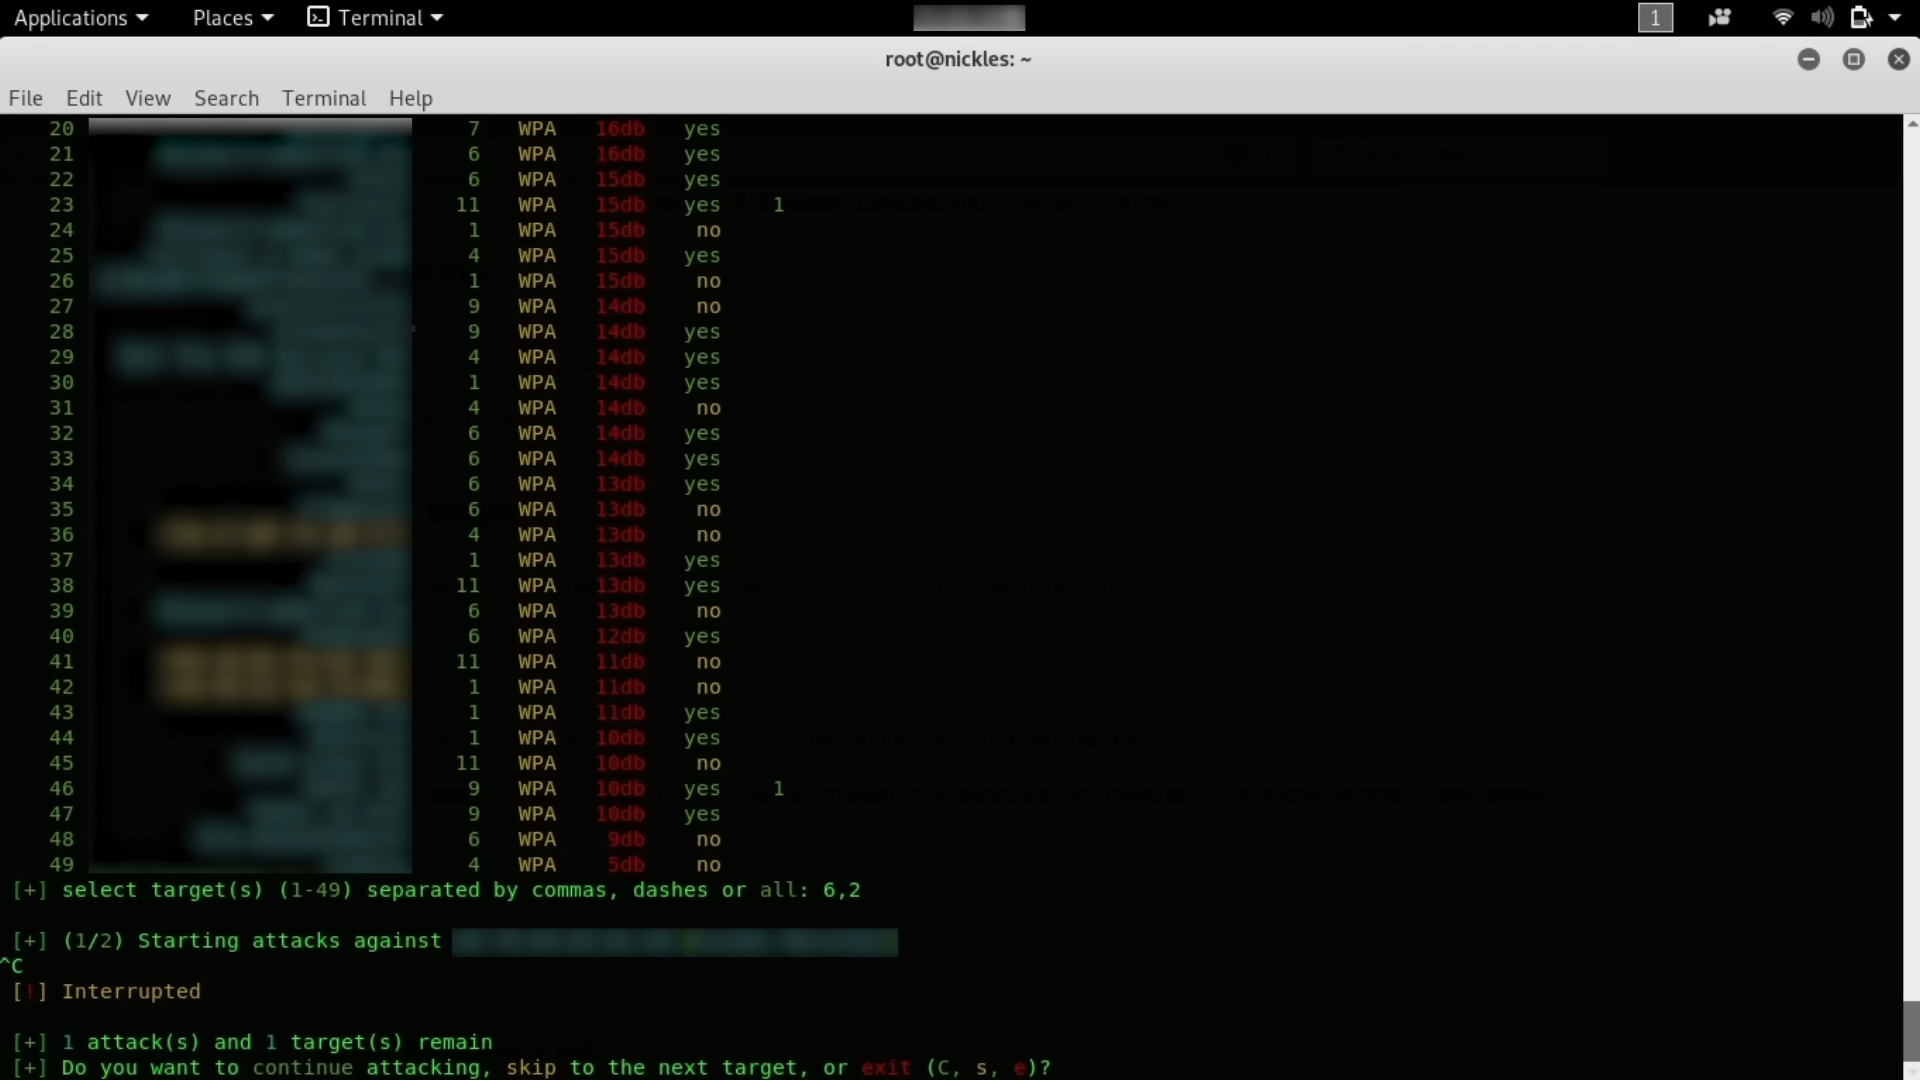 Applications Places Terminal 1
root@nickles: ~
File Edit View Search Terminal Help
20 7 WPA 16db yes
21 6 WPA 16db yes
22 6 WPA 15db yes
23 11 WPA 15db yes 1
24 1 WPA 15db no
25 4 WPA 15db yes
26 1 WPA 15db no
27 9 WPA 14db no
28 9 WPA 14db yes
29 4 WPA 14db yes
30 1 WPA 14db yes
31 4 WPA 14db no
32 6 WPA 14db yes
33 6 WPA 14db yes
34 6 WPA 13db yes
35 6 WPA 13db no
36 4 WPA 13db no
37 1 WPA 13db yes
38 11 WPA 13db yes
39 6 WPA 13db no
40 6 WPA 12db yes
41 11 WPA 11db no
42 1 WPA 11db no
43 1 WPA 11db yes
44 1 WPA 10db yes
45 11 WPA 10db no
46 9 WPA 10db yes 1
47 9 WPA 10db yes
48 6 WPA 9db no
49 4 WPA 5db no
[+] select target(s) (1-49) separated by commas, dashes or all: 6,2
[+] (1/2) Starting attacks against
^C
[!] Interrupted
[+] 1 attack(s) and 1 target(s) remain
[+] Do you want to continue attacking, skip to the next target, or exit (C, s, e)?